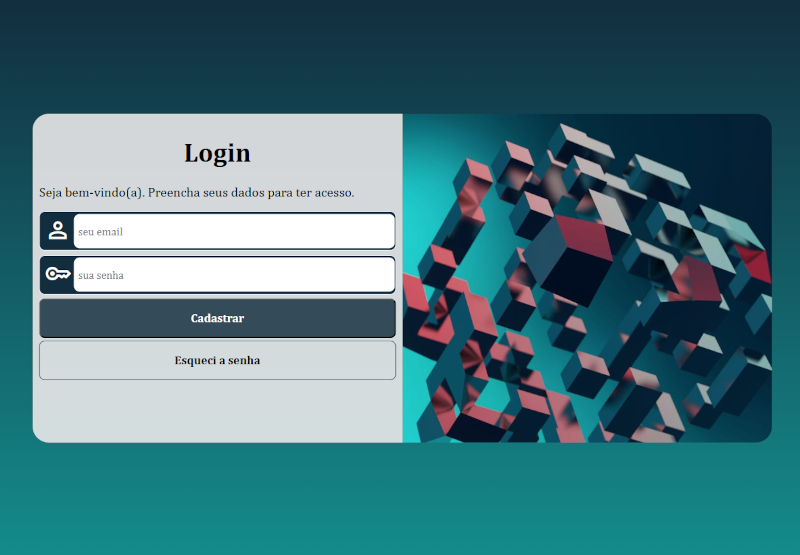 Login
Seja bem-vindo(a). Preencha seus dados para ter acesso.
seu email
sua senha
Cadastrar
Esqueci a senha